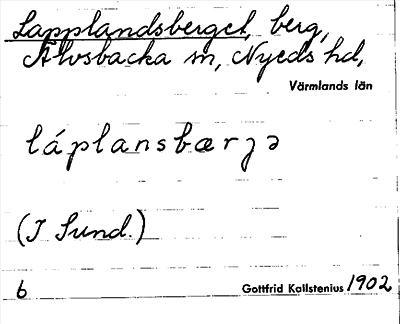 Lapplandsberget, berg,
Älvsbacka sn, Nyeds hd,
Värmlands län
láplansbærjə
(J Sund.)
6 Gottfrid Kallstenius 1902